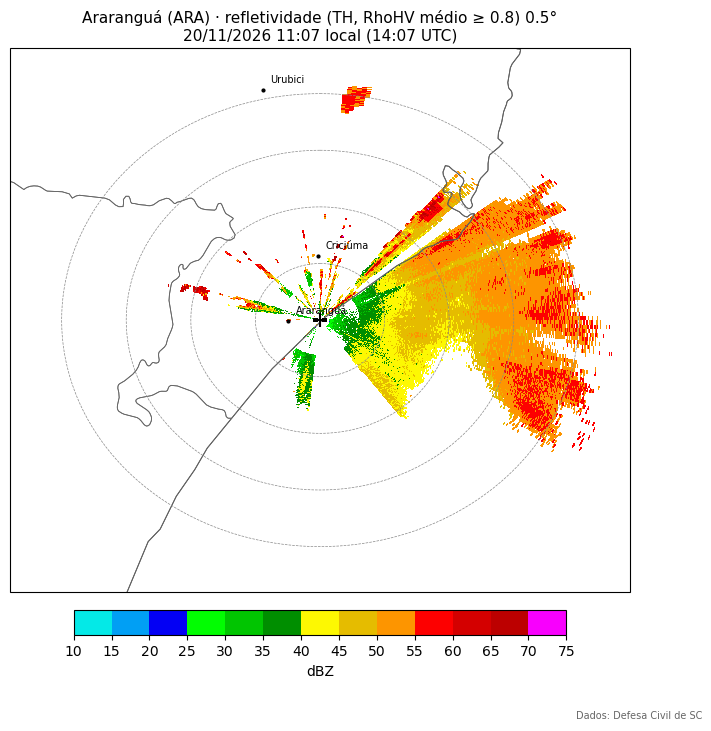 Araranguá (ARA) · refletividade (TH, RhoHV médio ≥ 0.8) 0.5°
20/11/2026 11:07 local (14:07 UTC)
Urubici
Criciúma
Araranguá
10 15 20 25 30 35 40 45 50 55 60 65 70 75
dBZ
Dados: Defesa Civil de SC